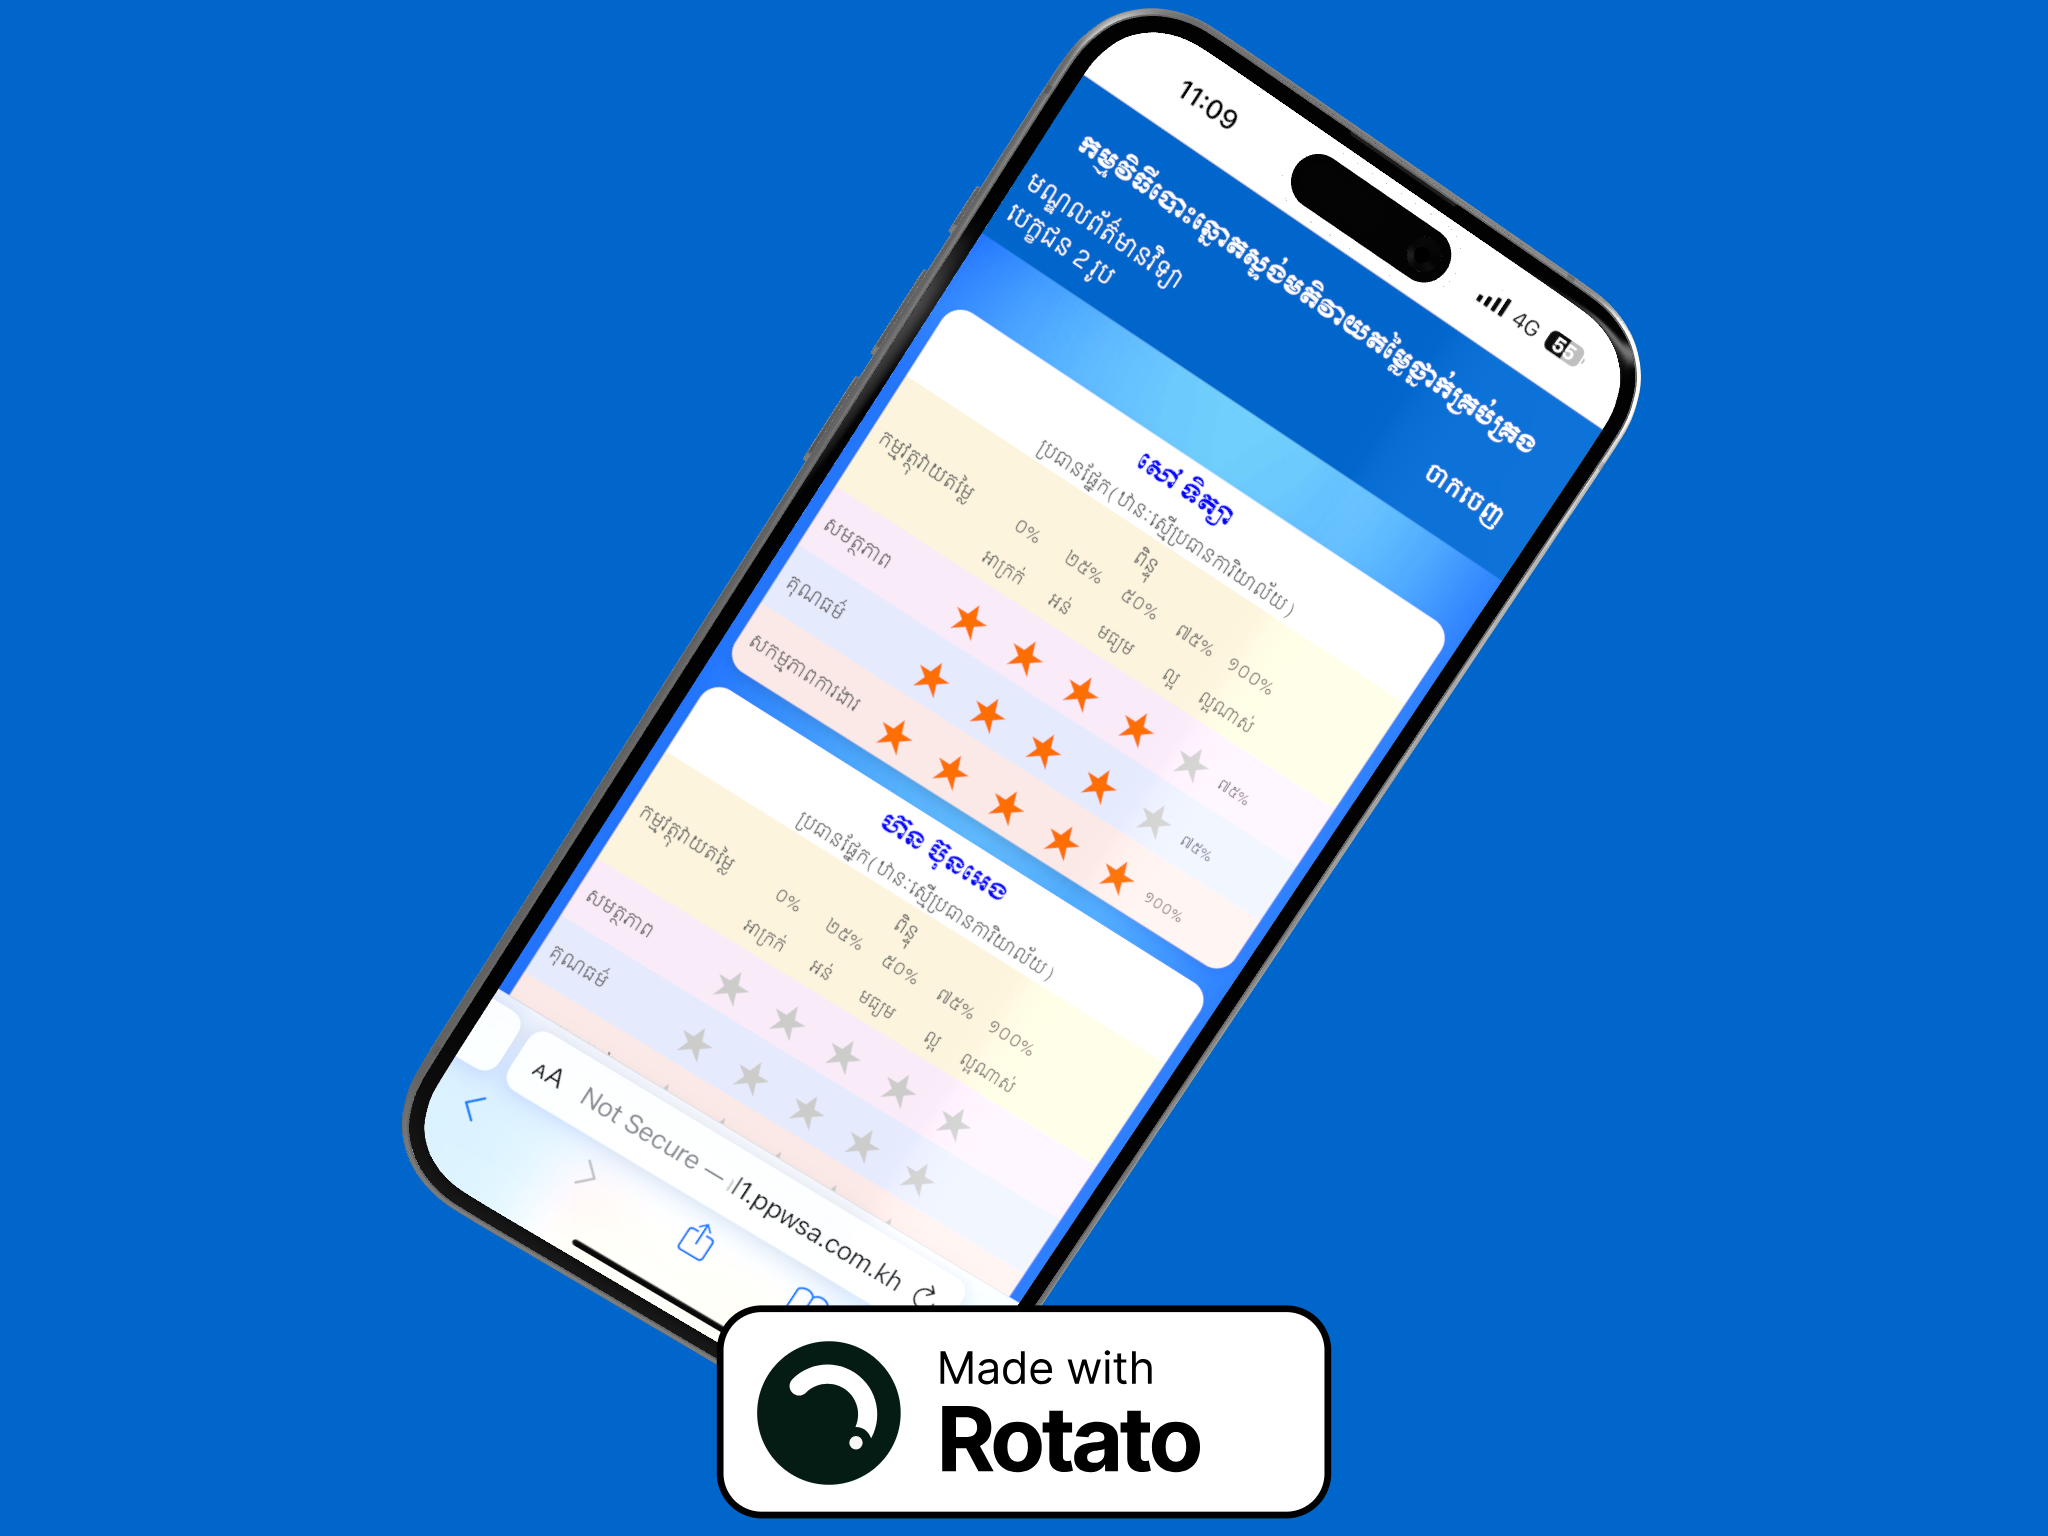 11:09
4G 55
កម្មវិធីបោះឆ្នោតស្ទង់មតិវាយតម្លៃថ្នាក់គ្រប់គ្រង
មណ្ឌលព័ត៌មានវិទ្យា
បេក្ខជន 2 រូប
ចាកចេញ
សៅ ទិត្យា
ប្រធានផ្នែក(ឋានៈស្មើប្រធានការិយាល័យ)
កម្មវត្ថុវាយតម្លៃ
ពិន្ទុ
០% ២៥% ៥០% ៧៥% ១០០%
អាក្រក់ អន់ មធ្យម ល្អ ល្អណាស់
សមត្ថភាព ៧៥%
គុណធម៌ ៧៥%
សកម្មភាពការងារ ១០០%
ហ៊ន ប៊ុនអេង
ប្រធានផ្នែក(ឋានៈស្មើប្រធានការិយាល័យ)
កម្មវត្ថុវាយតម្លៃ
ពិន្ទុ
០% ២៥% ៥០% ៧៥% ១០០%
អាក្រក់ អន់ មធ្យម ល្អ ល្អណាស់
សមត្ថភាព
គុណធម៌
AA Not Secure — l1.ppwsa.com.kh
Made with
Rotato